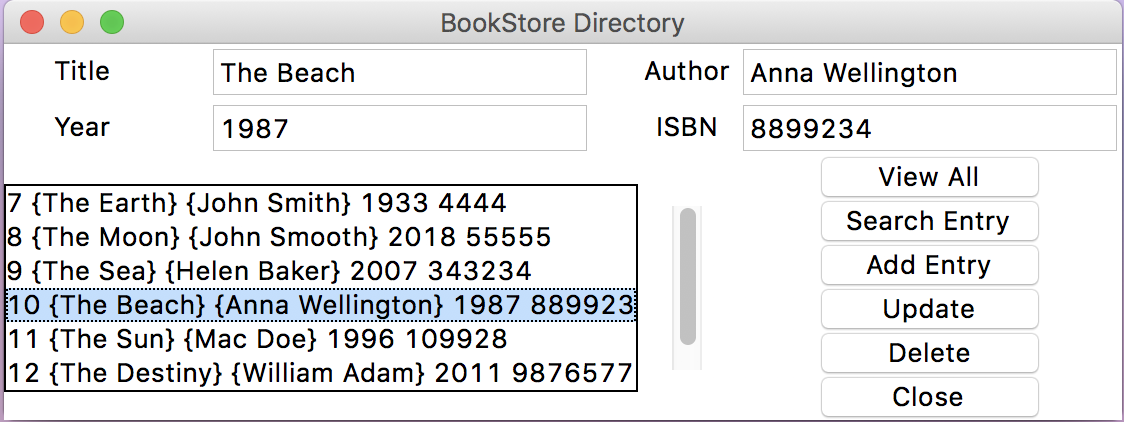 BookStore Directory
Title The Beach Author Anna Wellington
Year 1987 ISBN 8899234
7 {The Earth} {John Smith} 1933 4444
8 {The Moon} {John Smooth} 2018 55555
9 {The Sea} {Helen Baker} 2007 343234
10 {The Beach} {Anna Wellington} 1987 889923
11 {The Sun} {Mac Doe} 1996 109928
12 {The Destiny} {William Adam} 2011 9876577
View All
Search Entry
Add Entry
Update
Delete
Close